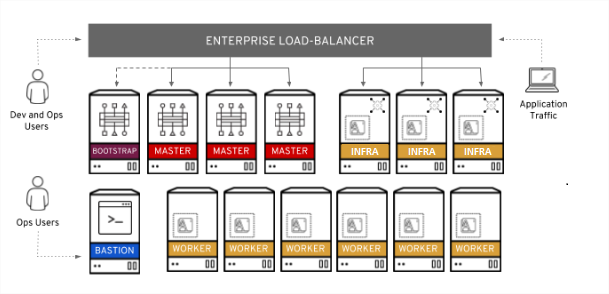 ENTERPRISE LOAD-BALANCER
Dev and Ops
Users
Application
Traffic
BOOTSTRAP
MASTER
MASTER
MASTER
INFRA
INFRA
INFRA
Ops Users
>_
BASTION
WORKER
WORKER
WORKER
WORKER
WORKER
WORKER